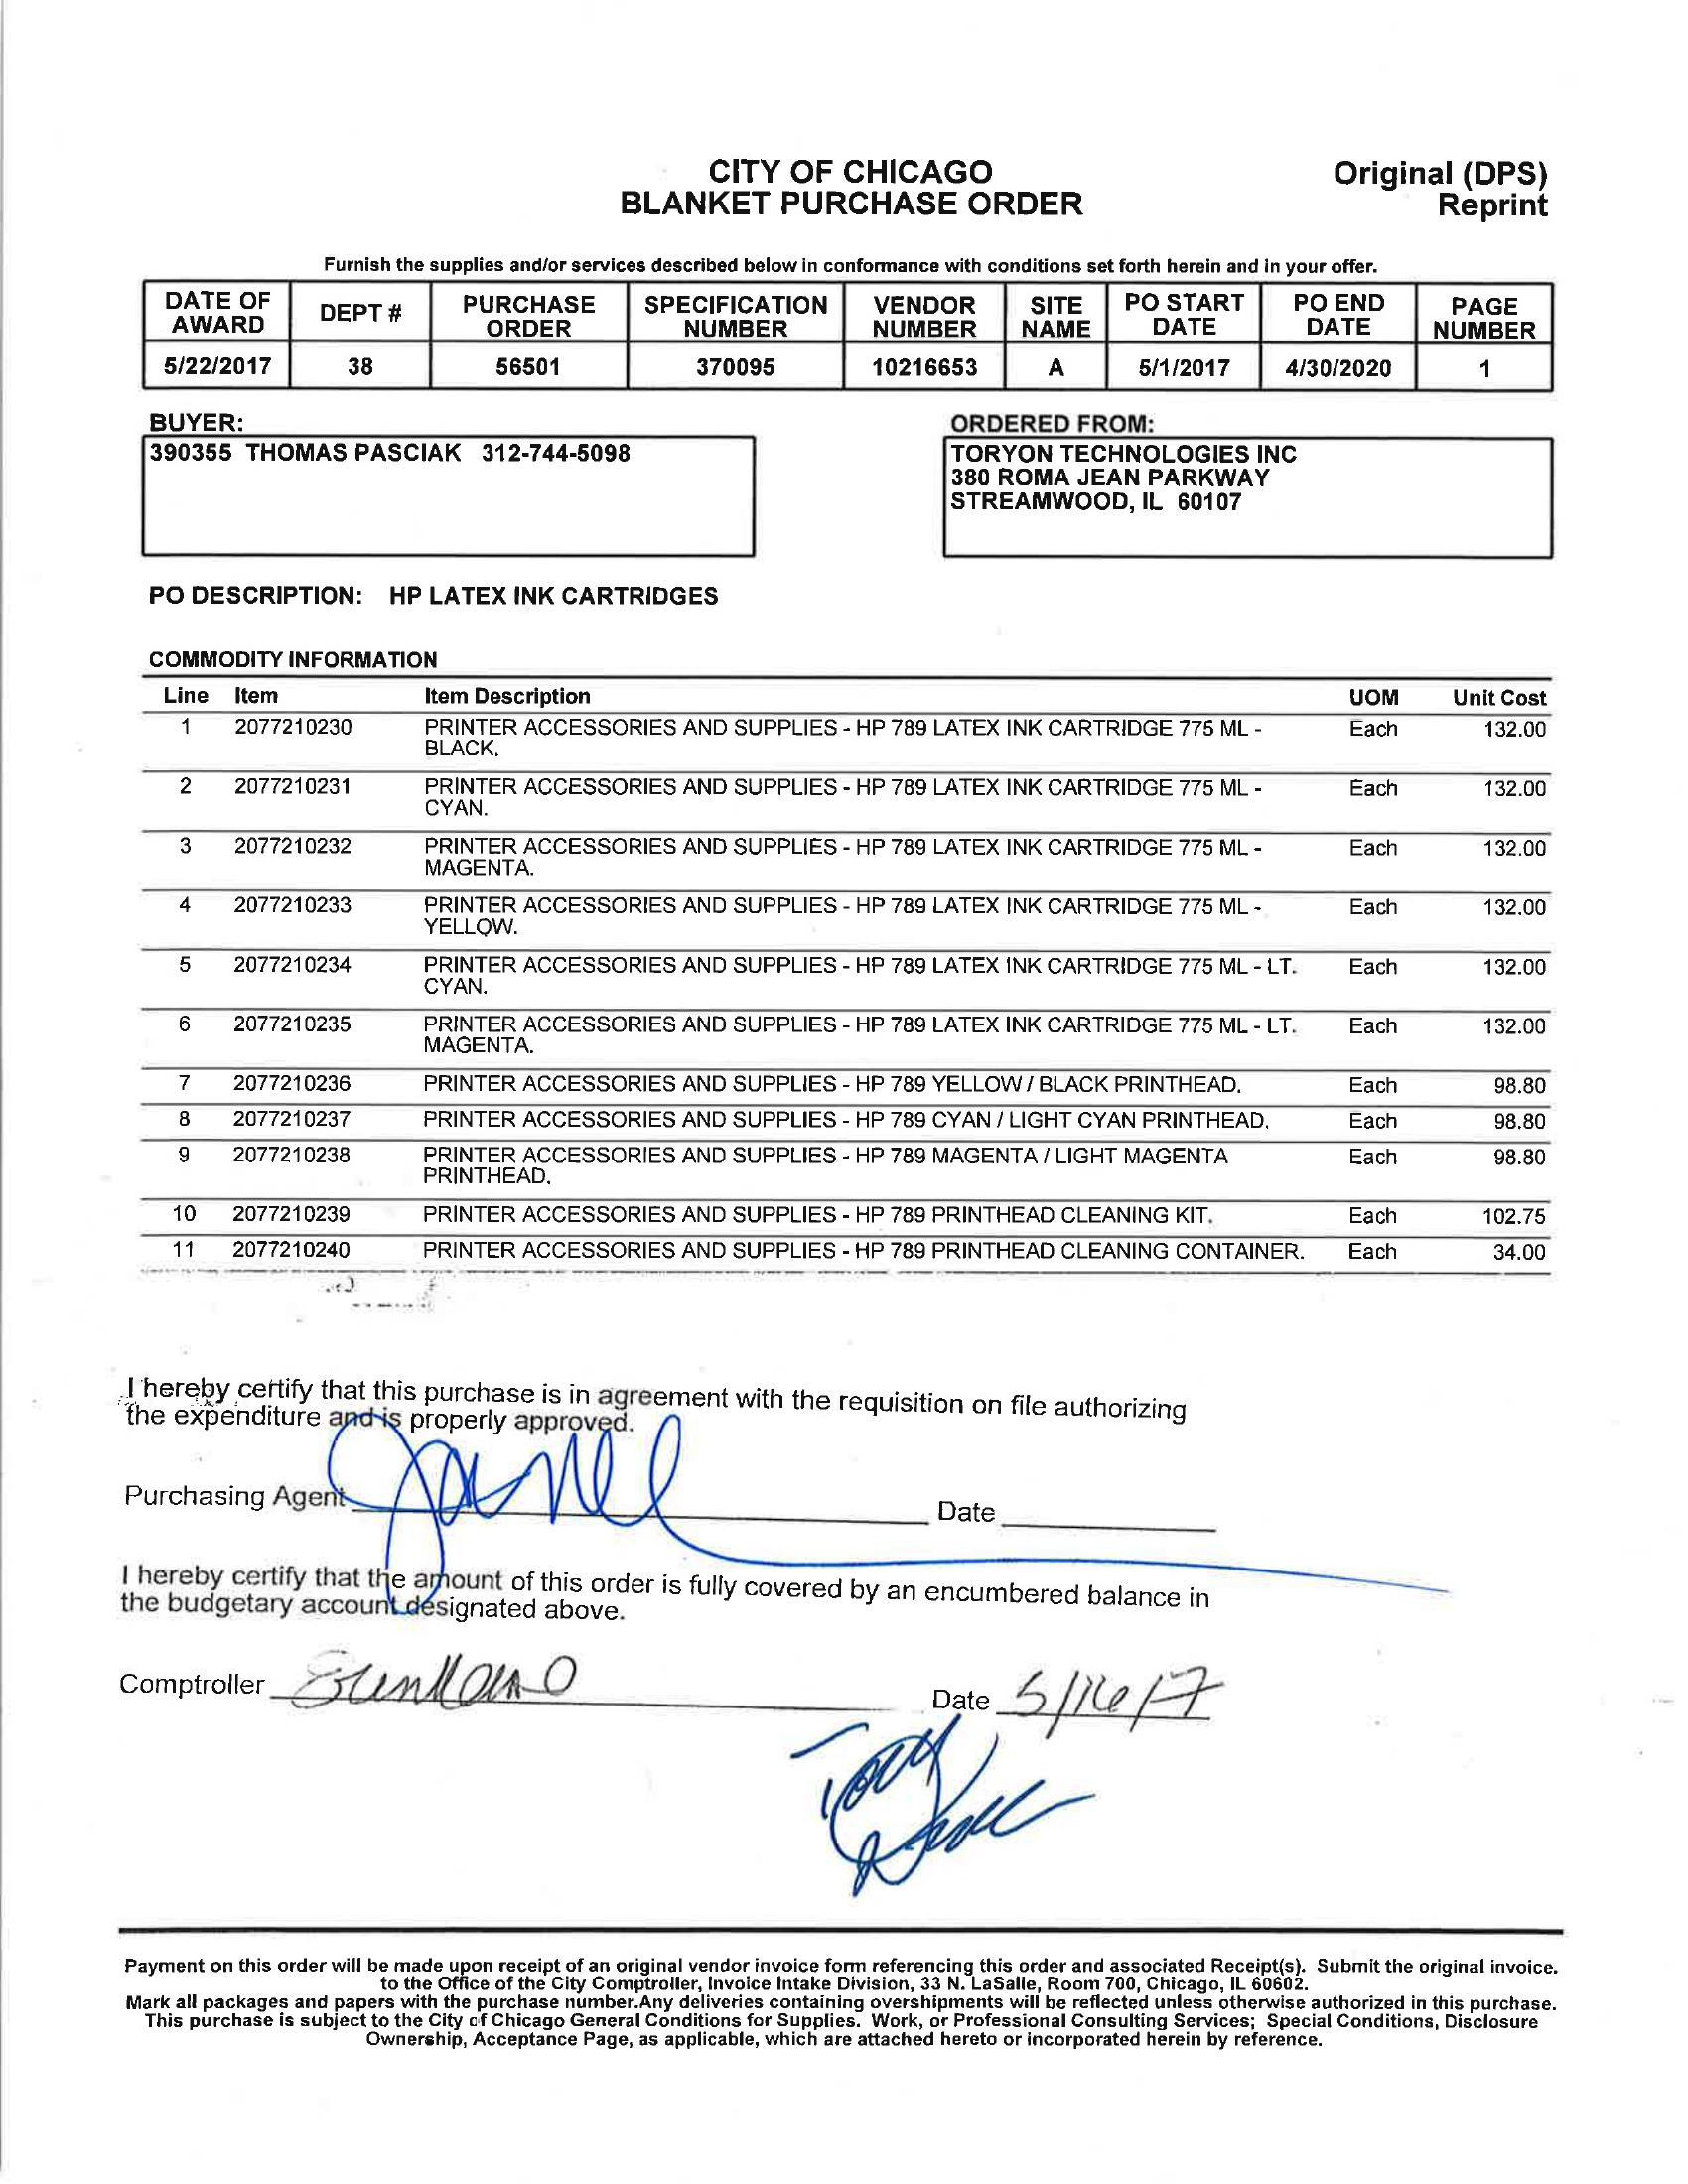 CITY OF CHICAGO
BLANKET PURCHASE ORDER
Original (DPS)
Reprint
Furnish the supplies and/or services described below in conformance with conditions set forth herein and in your offer.
DATE OF AWARD DEPT # PURCHASE ORDER SPECIFICATION NUMBER VENDOR NUMBER SITE NAME PO START DATE PO END DATE PAGE NUMBER
5/22/2017 38 56501 370095 10216653 A 5/1/2017 4/30/2020 1
BUYER:
390355 THOMAS PASCIAK 312-744-5098
ORDERED FROM:
TORYON TECHNOLOGIES INC
380 ROMA JEAN PARKWAY
STREAMWOOD, IL 60107
PO DESCRIPTION: HP LATEX INK CARTRIDGES
COMMODITY INFORMATION
Line Item Item Description UOM Unit Cost
1 2077210230 PRINTER ACCESSORIES AND SUPPLIES - HP 789 LATEX INK CARTRIDGE 775 ML - Each 132.00
BLACK.
2 2077210231 PRINTER ACCESSORIES AND SUPPLIES - HP 789 LATEX INK CARTRIDGE 775 ML - Each 132.00
CYAN.
3 2077210232 PRINTER ACCESSORIES AND SUPPLIES - HP 789 LATEX INK CARTRIDGE 775 ML - Each 132.00
MAGENTA.
4 2077210233 PRINTER ACCESSORIES AND SUPPLIES - HP 789 LATEX INK CARTRIDGE 775 ML - Each 132.00
YELLOW.
5 2077210234 PRINTER ACCESSORIES AND SUPPLIES - HP 789 LATEX INK CARTRIDGE 775 ML - LT. Each 132.00
CYAN.
6 2077210235 PRINTER ACCESSORIES AND SUPPLIES - HP 789 LATEX INK CARTRIDGE 775 ML - LT. Each 132.00
MAGENTA.
7 2077210236 PRINTER ACCESSORIES AND SUPPLIES - HP 789 YELLOW / BLACK PRINTHEAD. Each 98.80
8 2077210237 PRINTER ACCESSORIES AND SUPPLIES - HP 789 CYAN / LIGHT CYAN PRINTHEAD. Each 98.80
9 2077210238 PRINTER ACCESSORIES AND SUPPLIES - HP 789 MAGENTA / LIGHT MAGENTA Each 98.80
PRINTHEAD.
10 2077210239 PRINTER ACCESSORIES AND SUPPLIES - HP 789 PRINTHEAD CLEANING KIT. Each 102.75
11 2077210240 PRINTER ACCESSORIES AND SUPPLIES - HP 789 PRINTHEAD CLEANING CONTAINER. Each 34.00
I hereby certify that this purchase is in agreement with the requisition on file authorizing
the expenditure and is properly approved.
Purchasing Agent Date
I hereby certify that the amount of this order is fully covered by an encumbered balance in
the budgetary account designated above.
Comptroller Date 5/16/17
Payment on this order will be made upon receipt of an original vendor invoice form referencing this order and associated Receipt(s). Submit the original invoice.
to the Office of the City Comptroller, Invoice Intake Division, 33 N. LaSalle, Room 700, Chicago, IL 60602.
Mark all packages and papers with the purchase number.Any deliveries containing overshipments will be reflected unless otherwise authorized in this purchase.
This purchase is subject to the City of Chicago General Conditions for Supplies. Work, or Professional Consulting Services; Special Conditions, Disclosure
Ownership, Acceptance Page, as applicable, which are attached hereto or incorporated herein by reference.